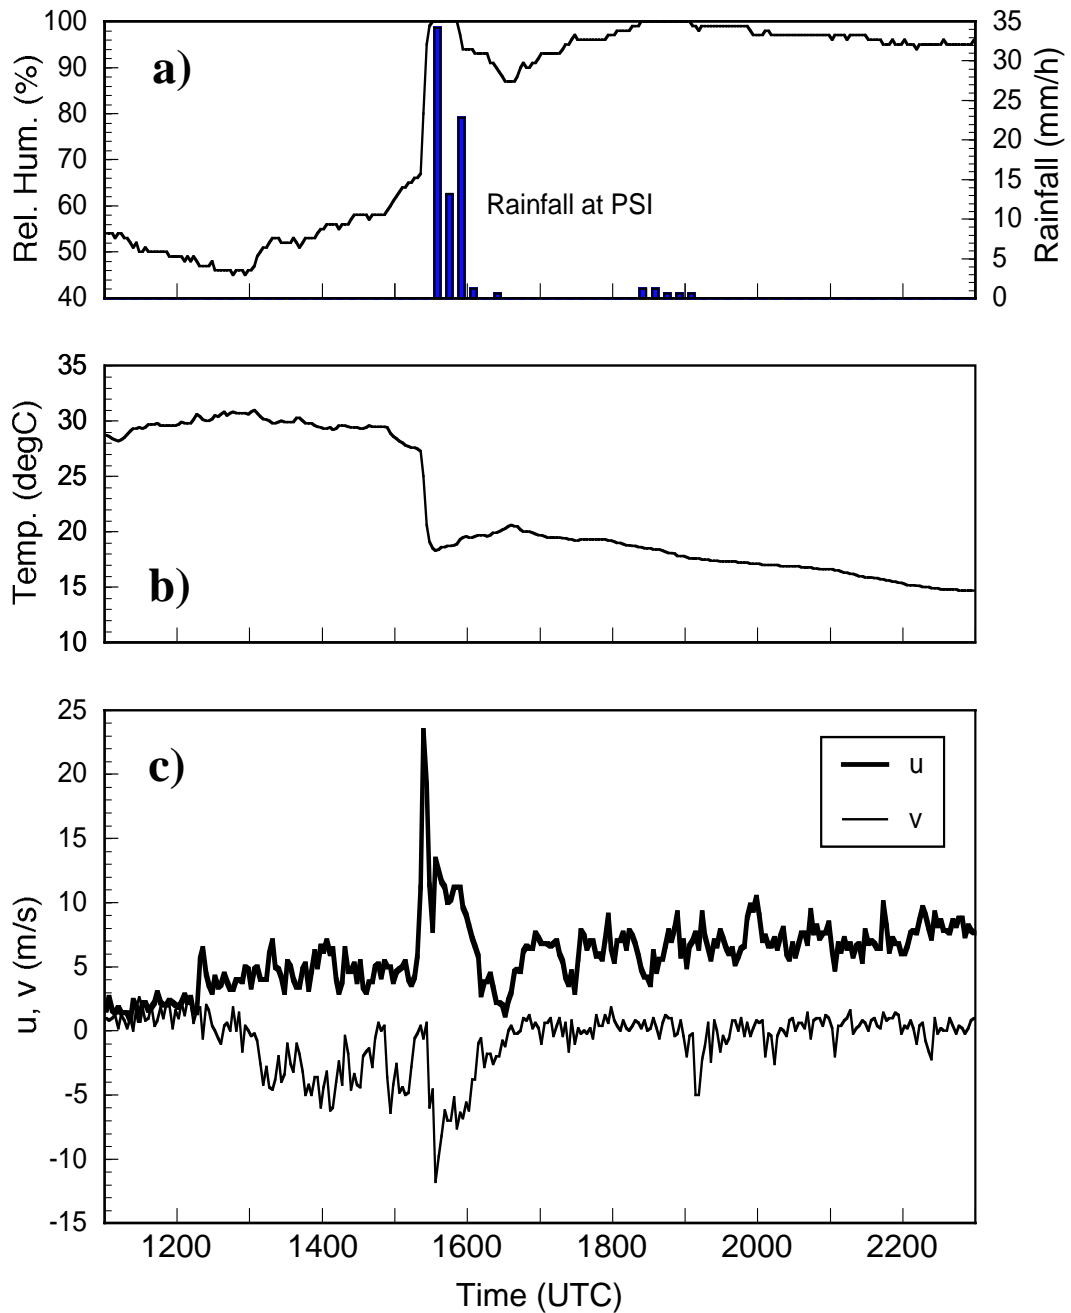 100
90
80
70
60
50
40
Rel. Hum. (%)
a)
Rainfall at PSI
35
30
25
20
15
10
5
0
Rainfall (mm/h)
35
30
25
20
15
10
Temp. (degC)
b)
25
20
15
10
5
0
-5
-10
-15
u, v (m/s)
c)
u
v
1200 1400 1600 1800 2000 2200
Time (UTC)